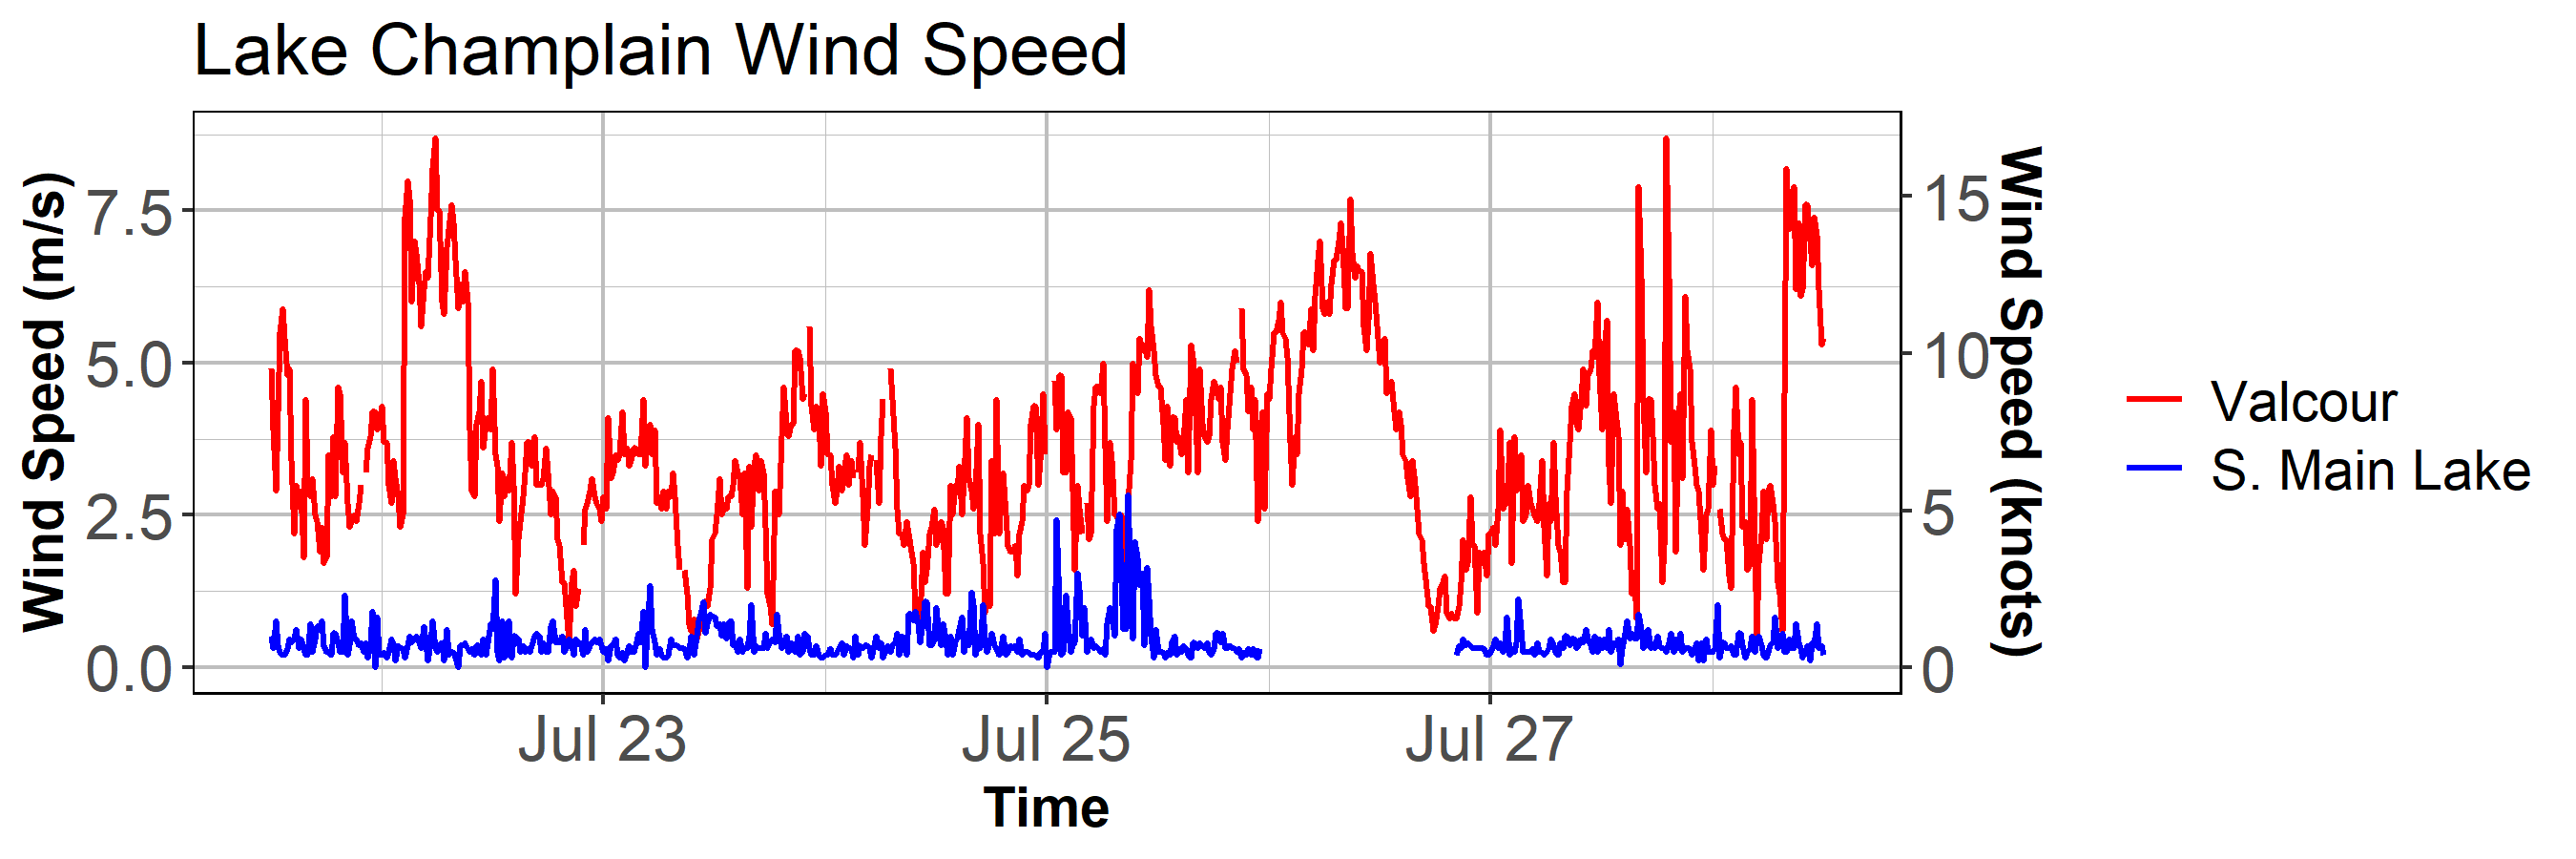 Lake Champlain Wind Speed
Wind Speed (m/s)
7.5
5.0
2.5
0.0
15
10
5
0
Wind Speed (knots)
Jul 23
Jul 25
Jul 27
Time
Valcour
S. Main Lake